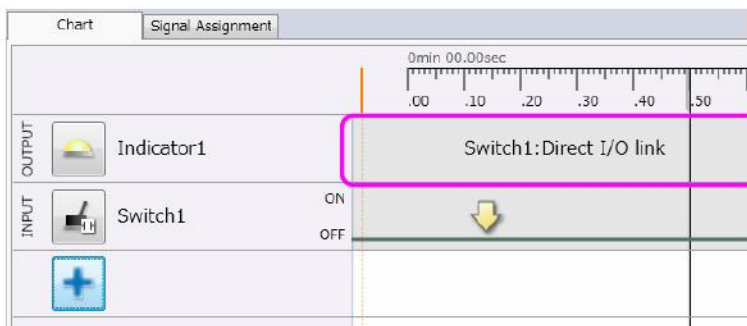 Chart Signal Assignment
0min 00.00sec
.00 .10 .20 .30 .40 .50
OUTPUT Indicator1 Switch1:Direct I/O link
INPUT Switch1 ON
OFF